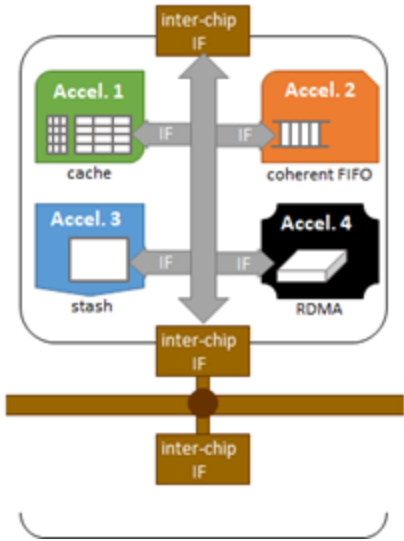 inter-chip
IF
Accel. 1
IF
cache
Accel. 2
IF
coherent FIFO
Accel. 3
IF
stash
Accel. 4
IF
RDMA
inter-chip
IF
inter-chip
IF